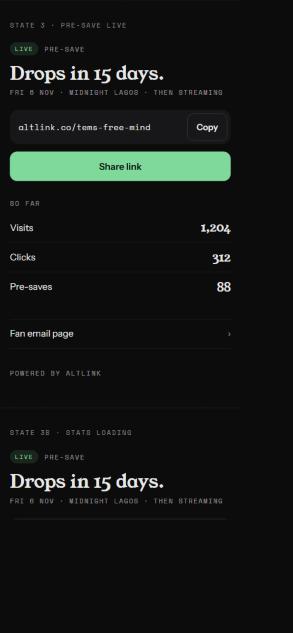 STATE 3 · PRE-SAVE LIVE
LIVE PRE-SAVE
Drops in 15 days.
FRI 6 NOV · MIDNIGHT LAGOS · THEN STREAMING
altlink.co/tems-free-mind Copy
Share link
SO FAR
Visits 1,204
Clicks 312
Pre-saves 88
Fan email page ›
POWERED BY ALTLINK
STATE 3B · STATS LOADING
LIVE PRE-SAVE
Drops in 15 days.
FRI 6 NOV · MIDNIGHT LAGOS · THEN STREAMING